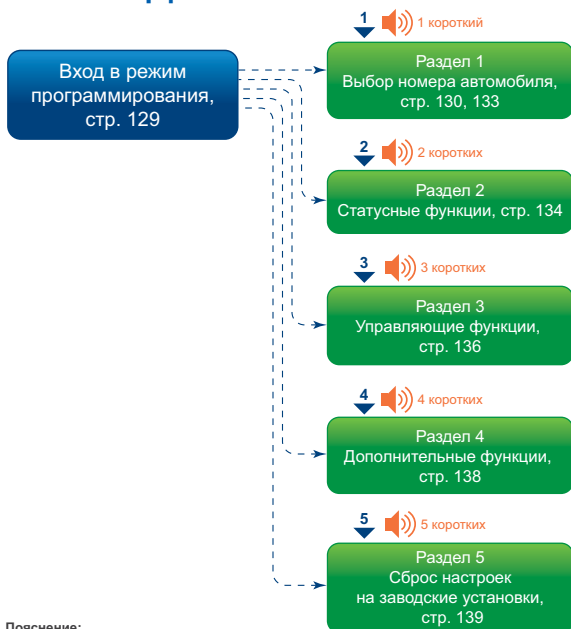 1 1 короткий
Вход в режим
программирования,
стр. 129
Раздел 1
Выбор номера автомобиля,
стр. 130, 133
2 2 коротких
Раздел 2
Статусные функции, стр. 134
3 3 коротких
Раздел 3
Управляющие функции,
стр. 136
4 4 коротких
Раздел 4
Дополнительные функции,
стр. 138
5 5 коротких
Раздел 5
Сброс настроек
на заводские установки,
стр. 139
Пояснение: